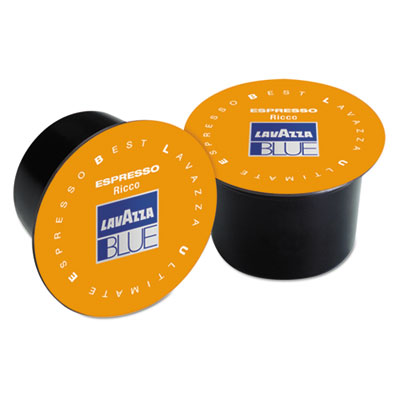 ESPRESSO BEST LAVAZZA ULTIMATE
ESPRESSO
Ricco
LAVAZZA
BLUE
ESPRESSO BEST LAVAZZA ULTIMATE
ESPRESSO
Ricco
LAVAZZA
BLUE